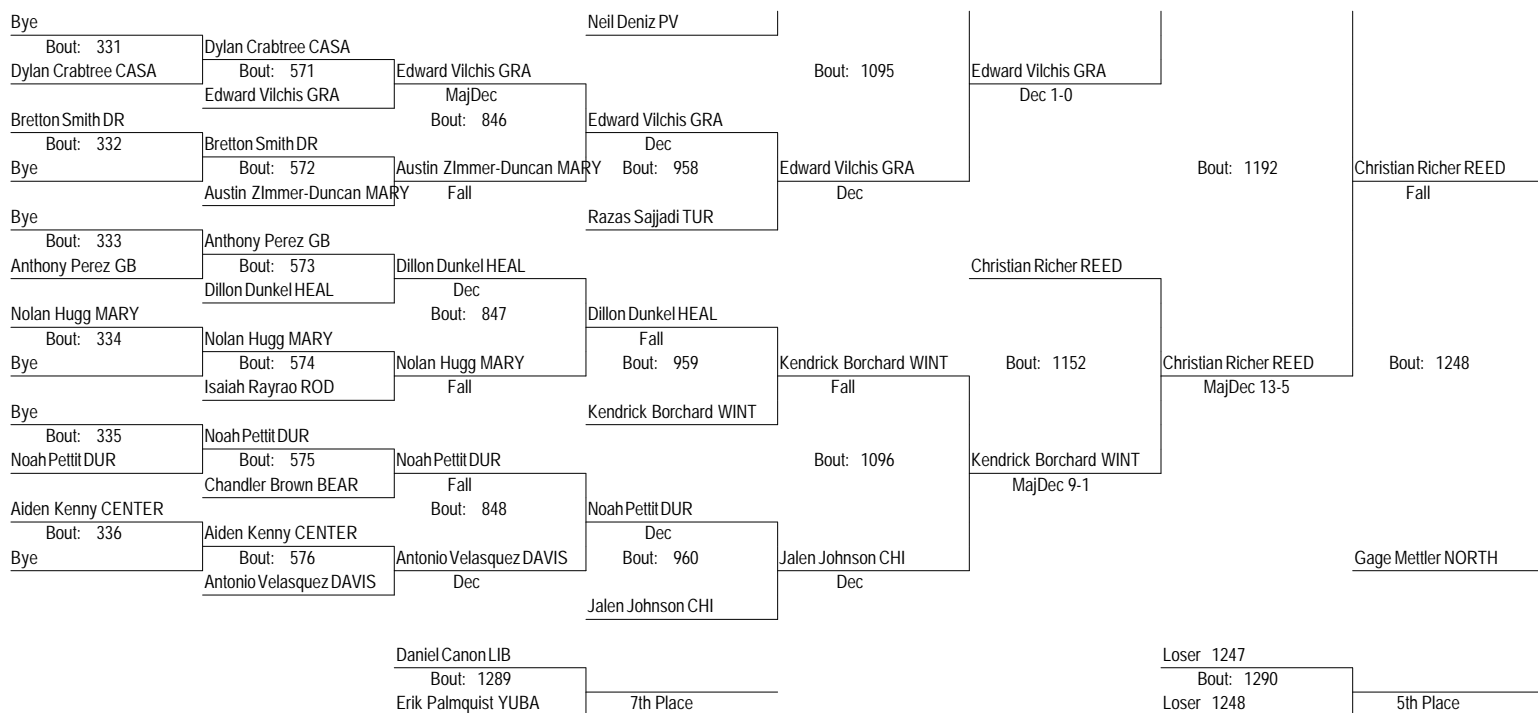 Bye
Neil Deniz PV
Bout: 331
Dylan Crabtree CASA
Dylan Crabtree CASA
Bout: 571
Edward Vilchis GRA
Bout: 1095
Edward Vilchis GRA
Edward Vilchis GRA
MajDec
Dec 1-0
Bretton Smith DR
Bout: 846
Edward Vilchis GRA
Bout: 332
Bretton Smith DR
Dec
Bye
Bout: 572
Austin ZImmer-Duncan MARY
Bout: 958
Edward Vilchis GRA
Bout: 1192
Christian Richer REED
Austin ZImmer-Duncan MARY
Fall
Dec
Fall
Bye
Razas Sajjadi TUR
Bout: 333
Anthony Perez GB
Anthony Perez GB
Bout: 573
Dillon Dunkel HEAL
Christian Richer REED
Dillon Dunkel HEAL
Dec
Nolan Hugg MARY
Bout: 847
Dillon Dunkel HEAL
Bout: 334
Nolan Hugg MARY
Fall
Bye
Bout: 574
Nolan Hugg MARY
Bout: 959
Kendrick Borchard WINT
Bout: 1152
Christian Richer REED
Bout: 1248
Isaiah Rayrao ROD
Fall
Fall
MajDec 13-5
Bye
Kendrick Borchard WINT
Bout: 335
Noah Pettit DUR
Noah Pettit DUR
Bout: 575
Noah Pettit DUR
Bout: 1096
Kendrick Borchard WINT
Chandler Brown BEAR
Fall
MajDec 9-1
Aiden Kenny CENTER
Bout: 848
Noah Pettit DUR
Bout: 336
Aiden Kenny CENTER
Dec
Bye
Bout: 576
Antonio Velasquez DAVIS
Bout: 960
Jalen Johnson CHI
Gage Mettler NORTH
Antonio Velasquez DAVIS
Dec
Dec
Jalen Johnson CHI
Daniel Canon LIB
Loser 1247
Bout: 1289
Bout: 1290
Erik Palmquist YUBA
7th Place
Loser 1248
5th Place